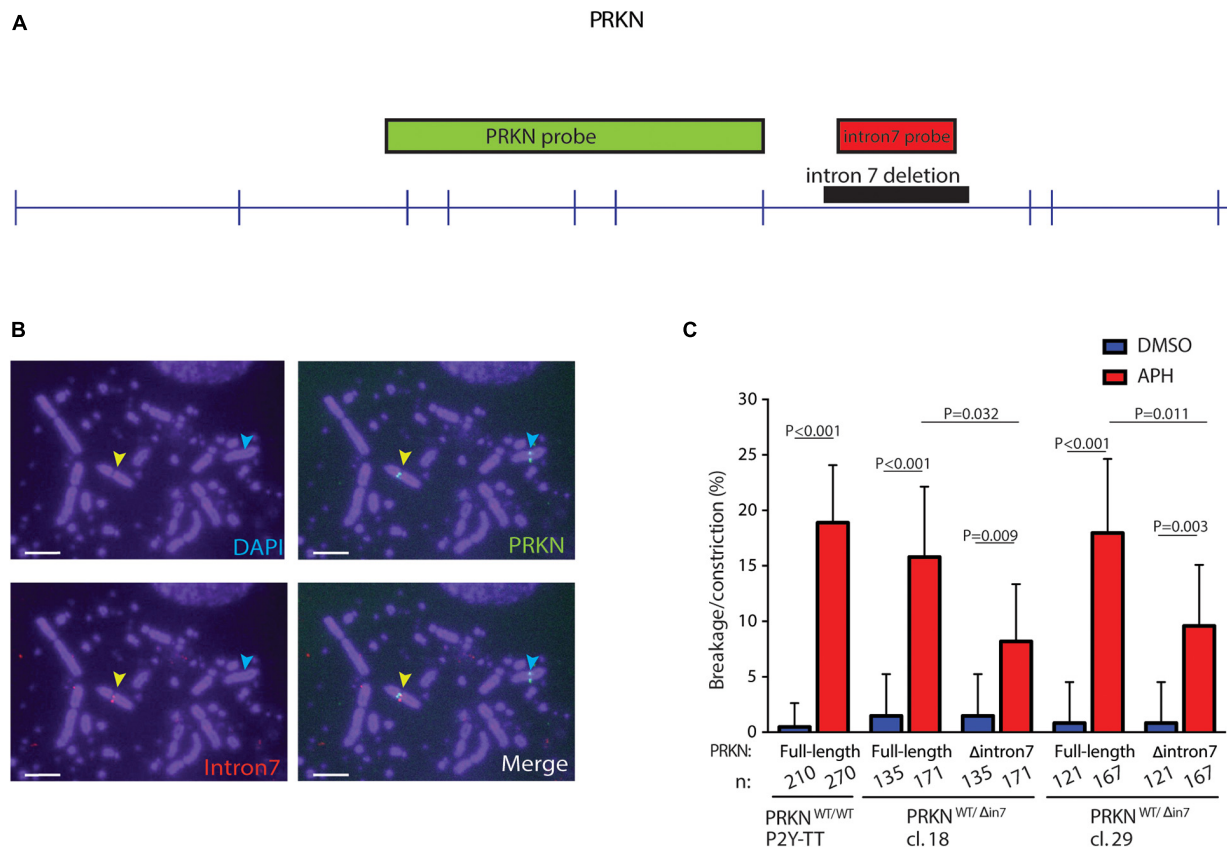 A
PRKN
PRKN probe
intron7 probe
intron 7 deletion
B
DAPI
PRKN
Intron7
Merge
C
DMSO
APH
Breakage/constriction (%)
30
25
20
15
10
5
0
P<0.001
P<0.001
P=0.032
P=0.009
P<0.001
P=0.011
P=0.003
PRKN: Full-length Full-length Δintron7 Full-length Δintron7
n: 210 270 135 171 135 171 121 167 121 167
PRKN WT/WT PRKN WT/Δin7 PRKN WT/Δin7
P2Y-TT cl.18 cl.29